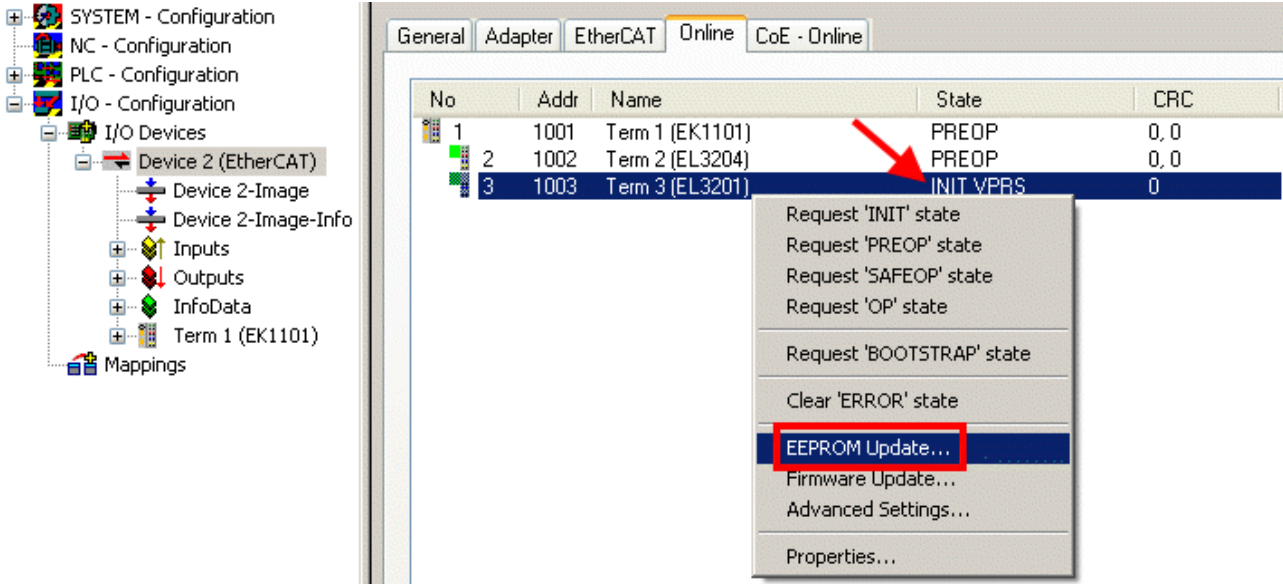 SYSTEM - Configuration
NC - Configuration
PLC - Configuration
I/O - Configuration
I/O Devices
Device 2 (EtherCAT)
Device 2-Image
Device 2-Image-Info
Inputs
Outputs
InfoData
Term 1 (EK1101)
Mappings
General Adapter EtherCAT Online CoE - Online
No Addr Name State CRC
1 1001 Term 1 (EK1101) PREOP 0, 0
2 1002 Term 2 (EL3204) PREOP 0, 0
3 1003 Term 3 (EL3201) INIT VPRS 0
Request 'INIT' state
Request 'PREOP' state
Request 'SAFEOP' state
Request 'OP' state
Request 'BOOTSTRAP' state
Clear 'ERROR' state
EEPROM Update...
Firmware Update...
Advanced Settings...
Properties...